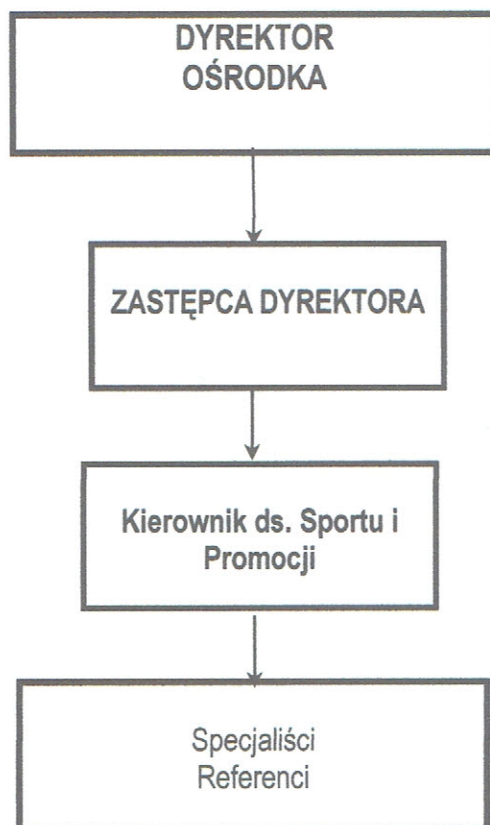 DYREKTOR
OŚRODKA
ZASTĘPCA DYREKTORA
Kierownik ds. Sportu i
Promocji
Specjaliści
Referenci